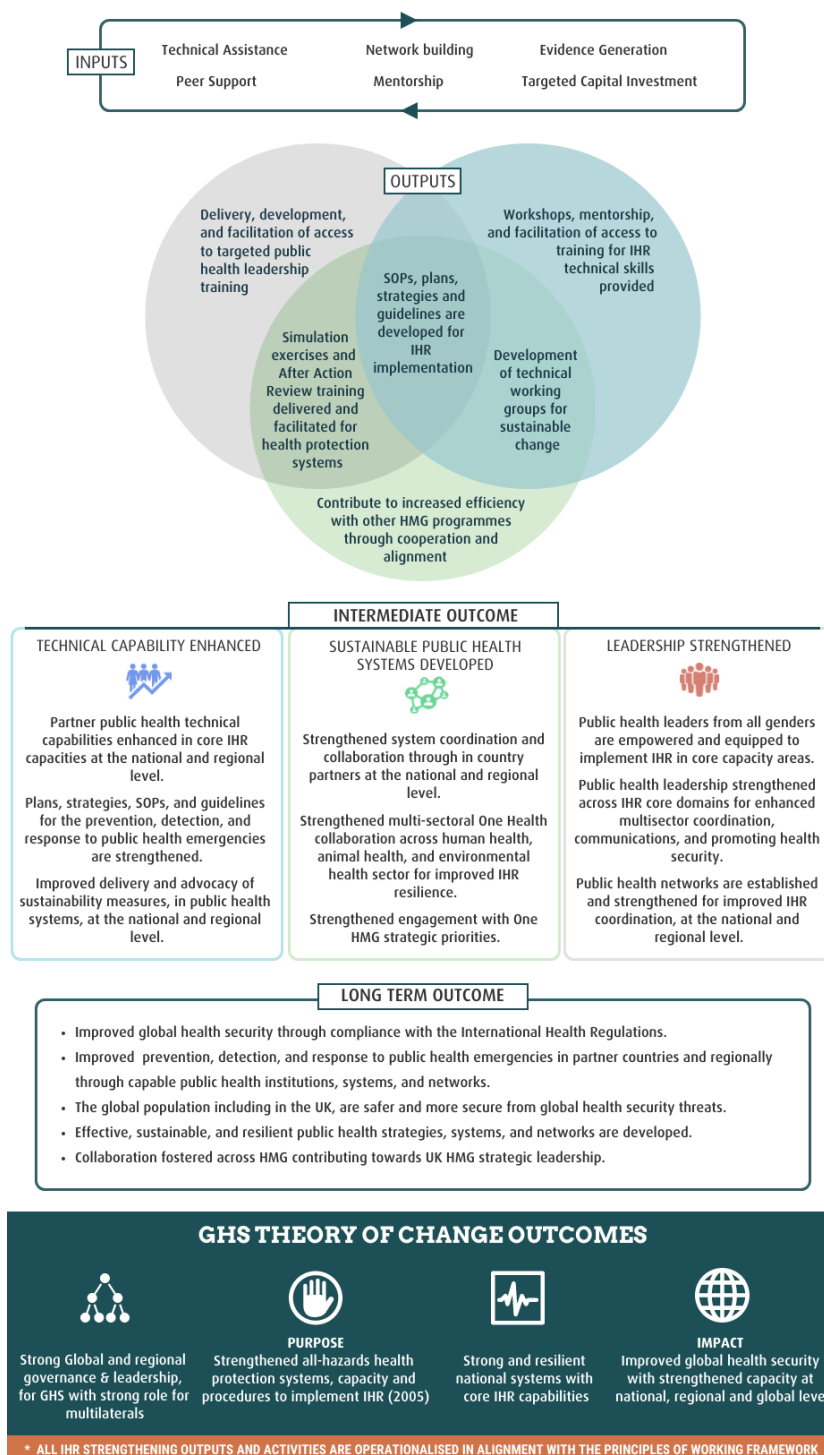 INPUTS
Technical Assistance
Network building
Evidence Generation
Peer Support
Mentorship
Targeted Capital Investment
OUTPUTS
Delivery, development,
and facilitation of access
to targeted public
health leadership
training
Workshops, mentorship,
and facilitation of access to
training for IHR
technical skills
provided
SOPs, plans,
strategies and
guidelines are
developed for
IHR
implementation
Simulation
exercises and
After Action
Review training
delivered and
facilitated for
health protection
systems
Development
of technical
working
groups for
sustainable
change
Contribute to increased efficiency
with other HMG programmes
through cooperation and
alignment
INTERMEDIATE OUTCOME
TECHNICAL CAPABILITY ENHANCED
Partner public health technical
capabilities enhanced in core IHR
capacities at the national and regional
level.
Plans, strategies, SOPs, and guidelines
for the prevention, detection, and
response to public health emergencies
are strengthened.
Improved delivery and advocacy of
sustainability measures, in public health
systems, at the national and regional
level.
SUSTAINABLE PUBLIC HEALTH
SYSTEMS DEVELOPED
Strengthened system coordination and
collaboration through in country
partners at the national and regional
level.
Strengthened multi-sectoral One Health
collaboration across human health,
animal health, and environmental
health sector for improved IHR
resilience.
Strengthened engagement with One
HMG strategic priorities.
LEADERSHIP STRENGTHENED
Public health leaders from all genders
are empowered and equipped to
implement IHR in core capacity areas.
Public health leadership strengthened
across IHR core domains for enhanced
multisector coordination,
communications, and promoting health
security.
Public health networks are established
and strengthened for improved IHR
coordination, at the national and
regional level.
LONG TERM OUTCOME
• Improved global health security through compliance with the International Health Regulations.
• Improved prevention, detection, and response to public health emergencies in partner countries and regionally
through capable public health institutions, systems, and networks.
• The global population including in the UK, are safer and more secure from global health security threats.
• Effective, sustainable, and resilient public health strategies, systems, and networks are developed.
• Collaboration fostered across HMG contributing towards UK HMG strategic leadership.
GHS THEORY OF CHANGE OUTCOMES
Strong Global and regional
governance & leadership,
for GHS with strong role for
multilaterals
PURPOSE
Strengthened all-hazards health
protection systems, capacity and
procedures to implement IHR (2005)
Strong and resilient
national systems with
core IHR capabilities
IMPACT
Improved global health security
with strengthened capacity at
national, regional and global leve
* ALL IHR STRENGTHENING OUTPUTS AND ACTIVITIES ARE OPERATIONALISED IN ALIGNMENT WITH THE PRINCIPLES OF WORKING FRAMEWORK